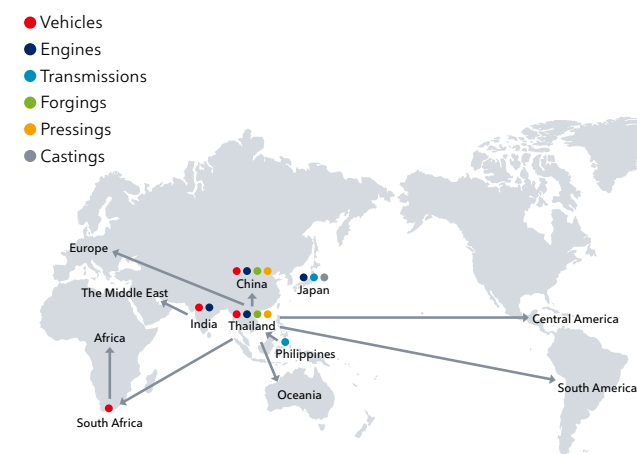 Vehicles
Engines
Transmissions
Forgings
Pressings
Castings
Europe
China
Japan
The Middle East
India
Thailand
Central America
Africa
Philippines
South America
Oceania
South Africa